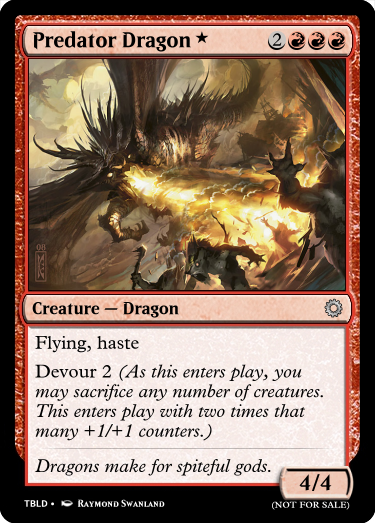 Predator Dragon ★ 2
Creature — Dragon
Flying, haste
Devour 2 (As this enters play, you
may sacrifice any number of creatures.
This enters play with two times that
many +1/+1 counters.)
Dragons make for spiteful gods.
4/4
TBLD • Raymond Swanland
(NOT FOR SALE)